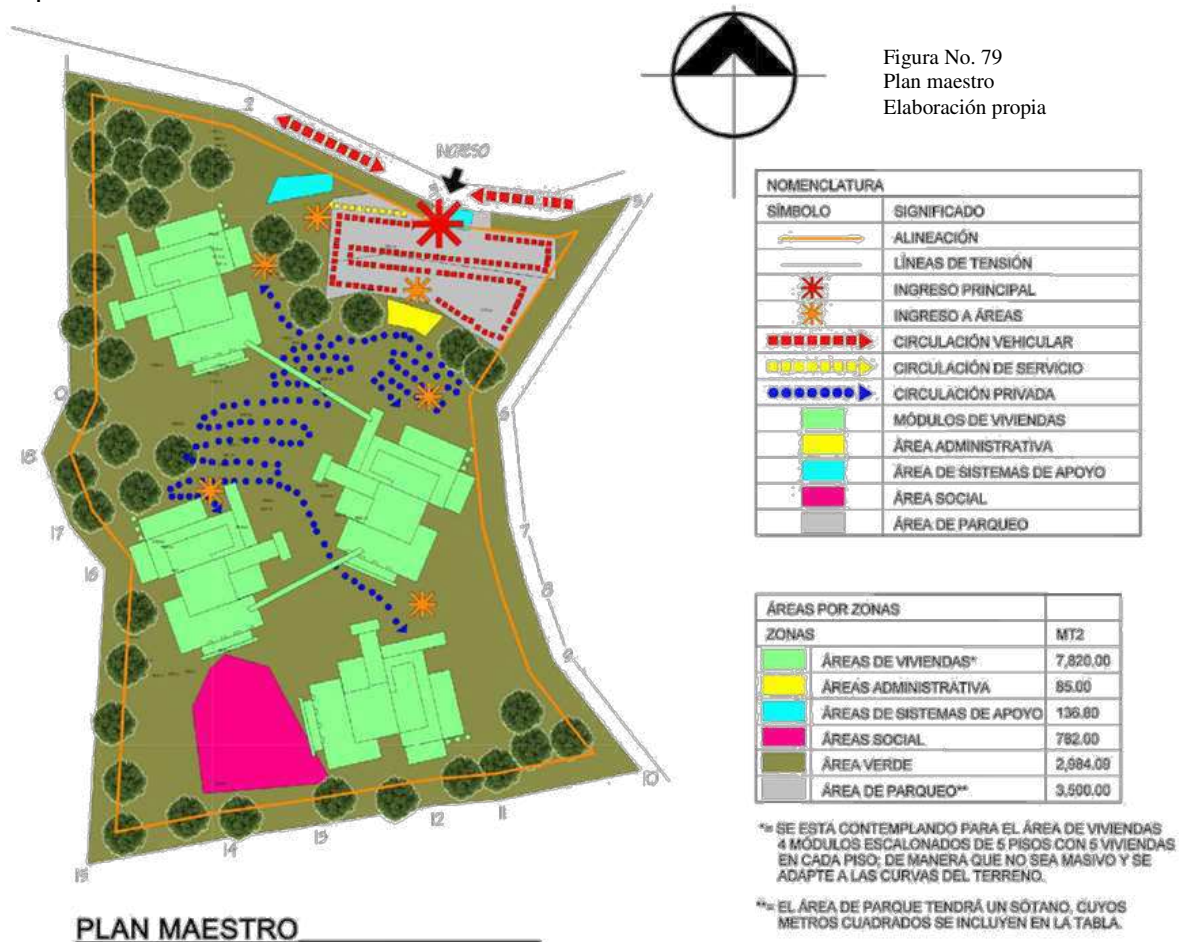 Figura No. 79
Plan maestro
Elaboración propia
INGRESO
NOMENCLATURA
SÍMBOLO SIGNIFICADO
ALINEACIÓN
LÍNEAS DE TENSIÓN
INGRESO PRINCIPAL
INGRESO A ÁREAS
CIRCULACIÓN VEHICULAR
CIRCULACIÓN DE SERVICIO
CIRCULACIÓN PRIVADA
MÓDULOS DE VIVIENDAS
ÁREA ADMINISTRATIVA
ÁREA DE SISTEMAS DE APOYO
ÁREA SOCIAL
ÁREA DE PARQUEO
ÁREAS POR ZONAS
ZONAS MT2
ÁREAS DE VIVIENDAS* 7,820.00
ÁREAS ADMINISTRATIVA 85.00
ÁREAS DE SISTEMAS DE APOYO 136.80
ÁREAS SOCIAL 782.00
ÁREA VERDE 2,984.09
ÁREA DE PARQUEO** 3,500.00
*= SE ESTA CONTEMPLANDO PARA EL ÁREA DE VIVIENDAS
4 MÓDULOS ESCALONADOS DE 5 PISOS CON 5 VIVIENDAS
EN CADA PISO; DE MANERA QUE NO SEA MASIVO Y SE
ADAPTE A LAS CURVAS DEL TERRENO.
**= EL ÁREA DE PARQUE TENDRÁ UN SÓTANO, CUYOS
METROS CUADRADOS SE INCLUYEN EN LA TABLA.
6
7
8
9
10
11
12
13
14
15
16
17
18
0
PLAN MAESTRO